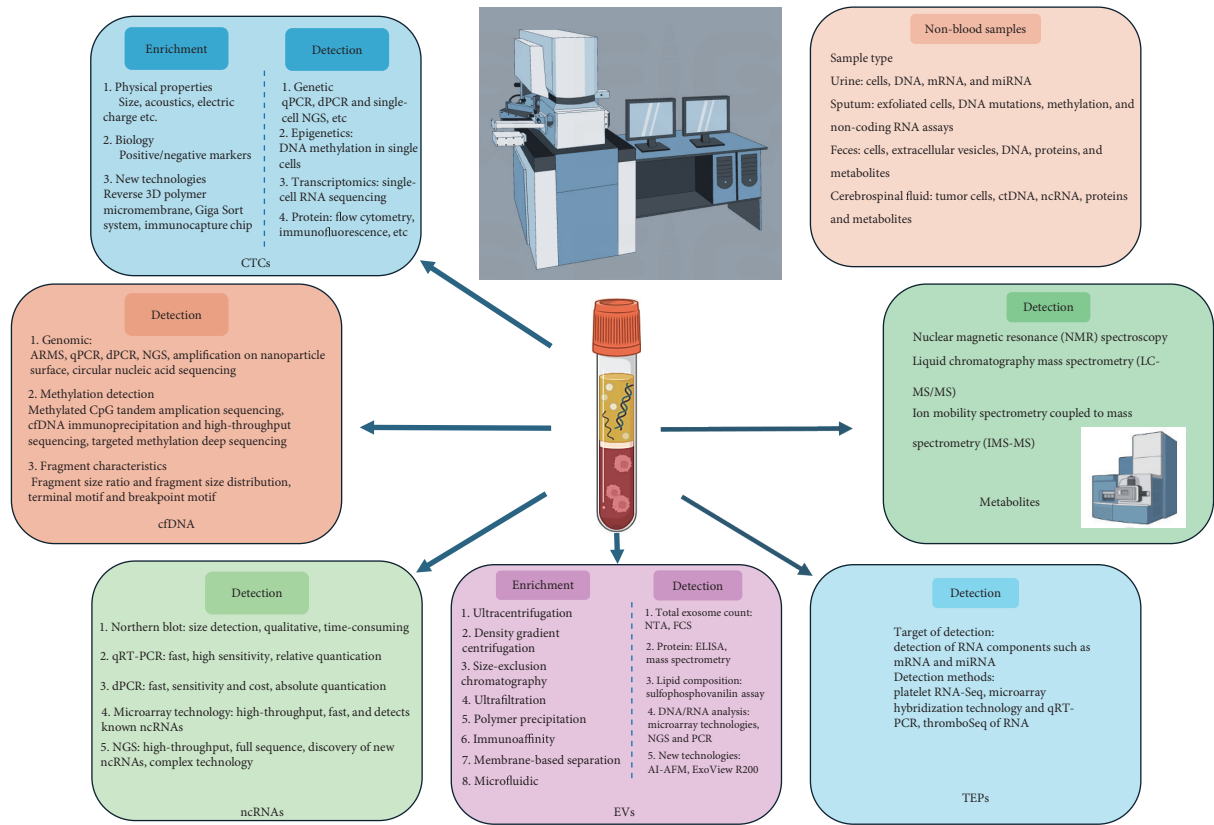 Enrichment
1. Physical properties
Size, acoustics, electric
charge etc.
2. Biology
Positive/negative markers
3. New technologies
Reverse 3D polymer
micromembrane, Giga Sort
system, immunocapture chip
Detection
1. Genetic
qPCR, dPCR and single-
cell NGS, etc
2. Epigenetics:
DNA methylation in single
cells
3. Transcriptomics: single-
cell RNA sequencing
4. Protein: flow cytometry,
immunofluorescence, etc
CTCs
Non-blood samples
Sample type
Urine: cells, DNA, mRNA, and miRNA
Sputum: exfoliated cells, DNA mutations, methylation, and
non-coding RNA assays
Feces: cells, extracellular vesicles, DNA, proteins, and
metabolites
Cerebrospinal fluid: tumor cells, ctDNA, ncRNA, proteins
and metabolites
Detection
1. Genomic:
ARMS, qPCR, dPCR, NGS, amplification on nanoparticle
surface, circular nucleic acid sequencing
2. Methylation detection
Methylated CpG tandem amplication sequencing,
cfDNA immunoprecipitation and high-throughput
sequencing, targeted methylation deep sequencing
3. Fragment characteristics
Fragment size ratio and fragment size distribution,
terminal motif and breakpoint motif
cfDNA
Detection
Nuclear magnetic resonance (NMR) spectroscopy
Liquid chromatography mass spectrometry (LC-
MS/MS)
Ion mobility spectrometry coupled to mass
spectrometry (IMS-MS)
Metabolites
Detection
1. Northern blot: size detection, qualitative, time-consuming
2. qRT-PCR: fast, high sensitivity, relative quantication
3. dPCR: fast, sensitivity and cost, absolute quantication
4. Microarray technology: high-throughput, fast, and detects
known ncRNAs
5. NGS: high-throughput, full sequence, discovery of new
ncRNAs, complex technology
ncRNAs
Enrichment
1. Ultracentrifugation
2. Density gradient
centrifugation
3. Size-exclusion
chromatography
4. Ultrafiltration
5. Polymer precipitation
6. Immunoaffinity
7. Membrane-based separation
8. Microfluidic
Detection
1. Total exosome count:
NTA, FCS
2. Protein: ELISA,
mass spectrometry
3. Lipid composition:
sulfophosphovanilin assay
4. DNA/RNA analysis:
microarray technologies,
NGS and PCR
5. New technologies:
AI-AFM, ExoView R200
EVs
Detection
Target of detection:
detection of RNA components such as
mRNA and miRNA
Detection methods:
platelet RNA-Seq, microarray
hybridization technology and qRT-
PCR, thromboSeq of RNA
TEPs